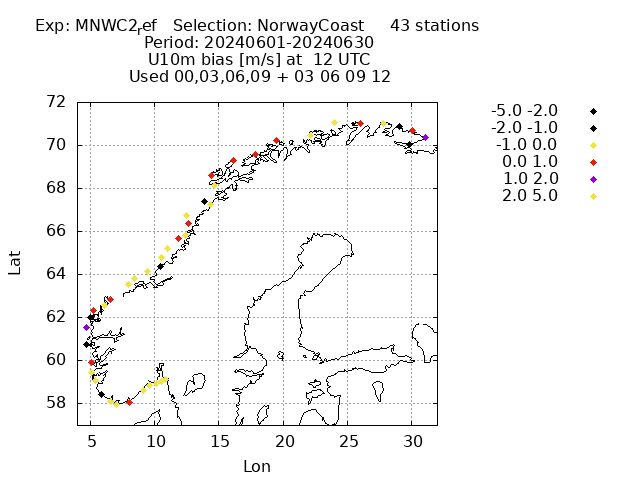 Exp: MNWC2ref   Selection: NorwayCoast     43 stations
Period: 20240601-20240630
U10m bias [m/s] at  12 UTC
Used 00,03,06,09 + 03 06 09 12
72
70
68
66
64
62
60
58
Lat
5 10 15 20 25 30
Lon
-5.0 -2.0
-2.0 -1.0
-1.0 0.0
0.0 1.0
1.0 2.0
2.0 5.0